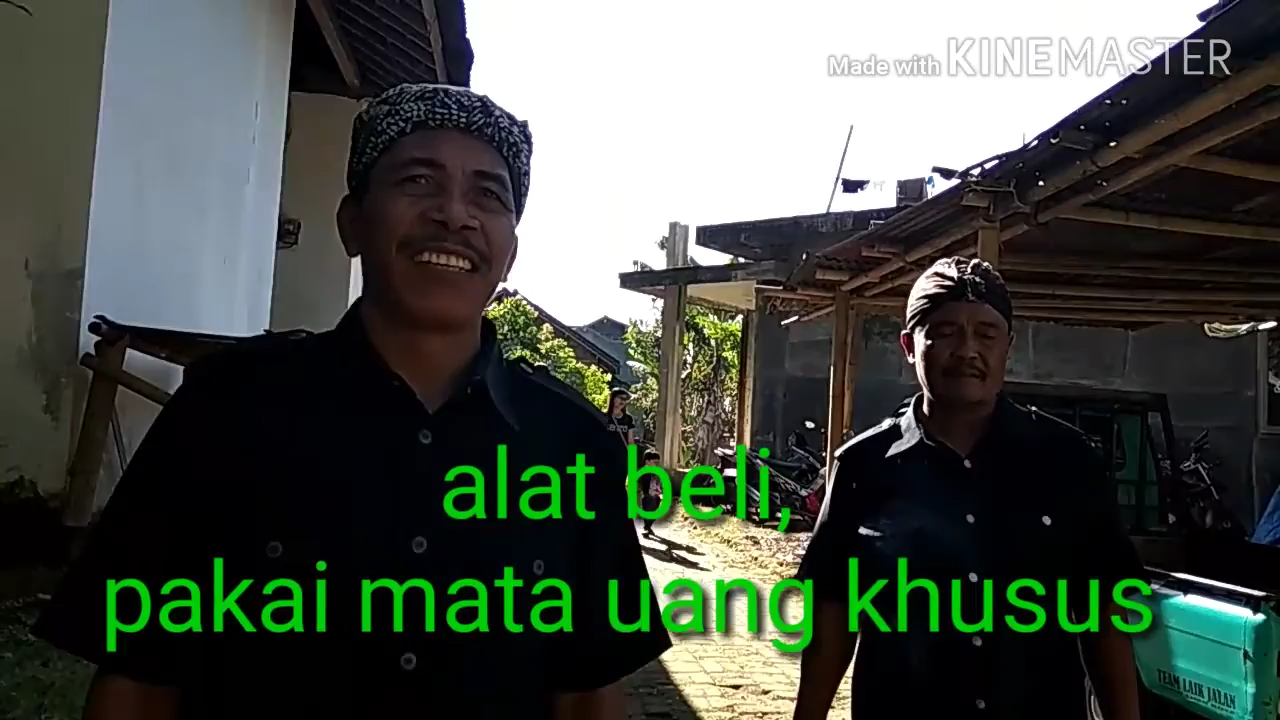 Made with KINEMASTER
alat beli,
pakai mata uang khusus
TEAM LAIK JALAN